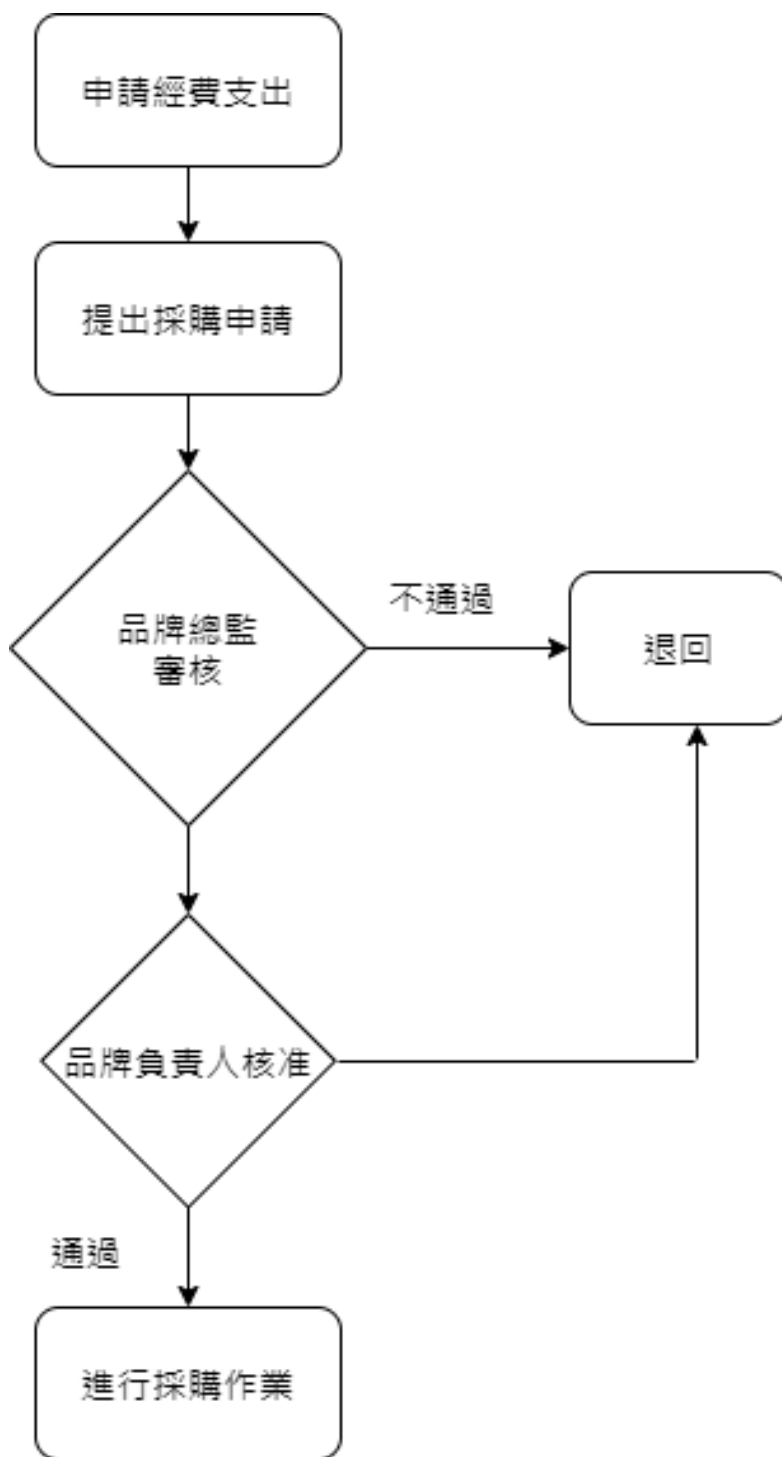 申請經費支出
提出採購申請
品牌總監
審核
不通過
退回
品牌負責人核准
通過
進行採購作業